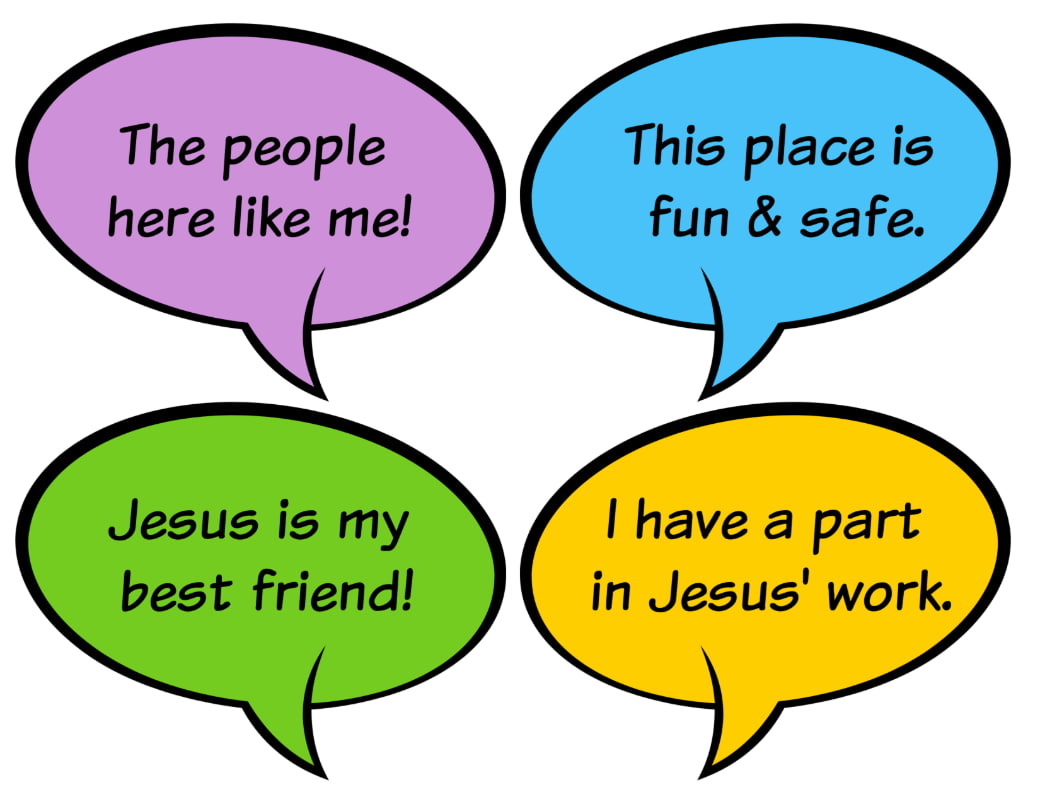 The people
here like me!
This place is
fun & safe.
Jesus is my
best friend!
I have a part
in Jesus' work.